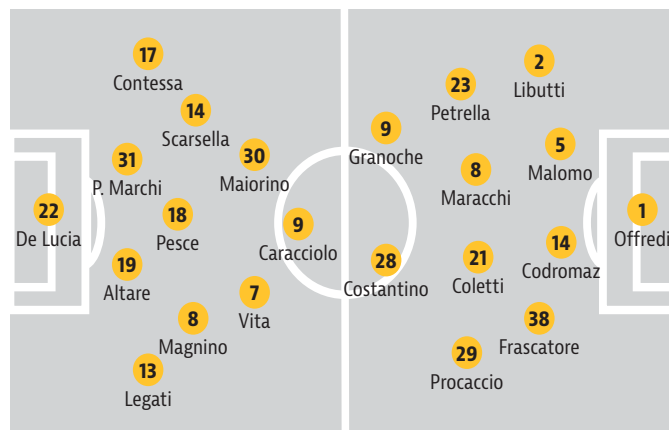 17
Contessa
14
Scarsella
31
P. Marchi
30
Maiorino
22
De Lucia
18
Pesce
9
Caracciolo
19
Altare
7
Vita
8
Magnino
13
Legati
2
Libutti
23
Petrella
9
Granoche
5
Malomo
8
Maracchi
1
Offredi
14
Codromaz
28
Costantino
21
Coletti
38
Frascatore
29
Procaccio